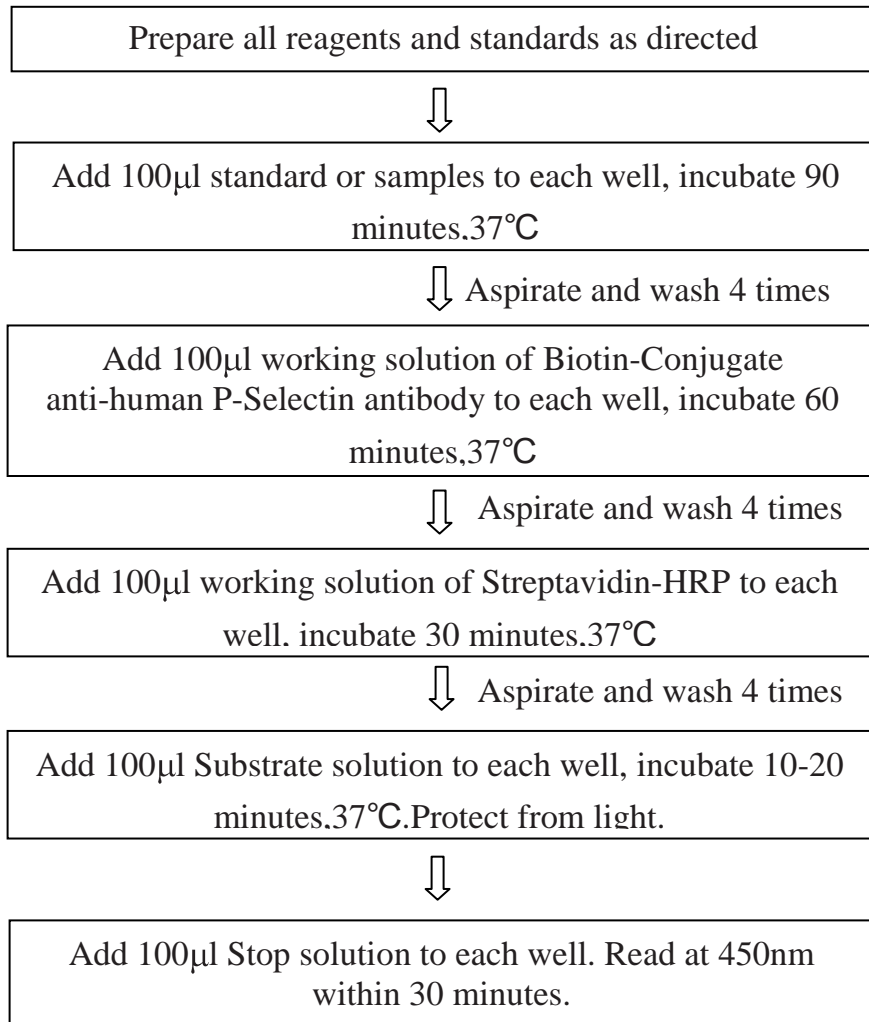 Prepare all reagents and standards as directed
Add 100μl standard or samples to each well, incubate 90
minutes,37℃
Aspirate and wash 4 times
Add 100μl working solution of Biotin-Conjugate
anti-human P-Selectin antibody to each well, incubate 60
minutes,37℃
Aspirate and wash 4 times
Add 100μl working solution of Streptavidin-HRP to each
well, incubate 30 minutes,37℃
Aspirate and wash 4 times
Add 100μl Substrate solution to each well, incubate 10-20
minutes,37℃.Protect from light.
Add 100μl Stop solution to each well. Read at 450nm
within 30 minutes.